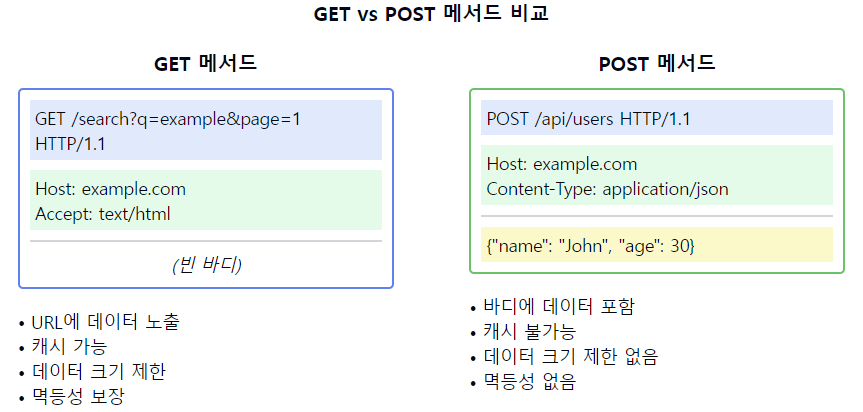 GET vs POST 메서드 비교
GET 메서드
GET /search?q=example&page=1
HTTP/1.1
Host: example.com
Accept: text/html
(빈 바디)
• URL에 데이터 노출
• 캐시 가능
• 데이터 크기 제한
• 멱등성 보장
POST 메서드
POST /api/users HTTP/1.1
Host: example.com
Content-Type: application/json
{"name": "John", "age": 30}
• 바디에 데이터 포함
• 캐시 불가능
• 데이터 크기 제한 없음
• 멱등성 없음